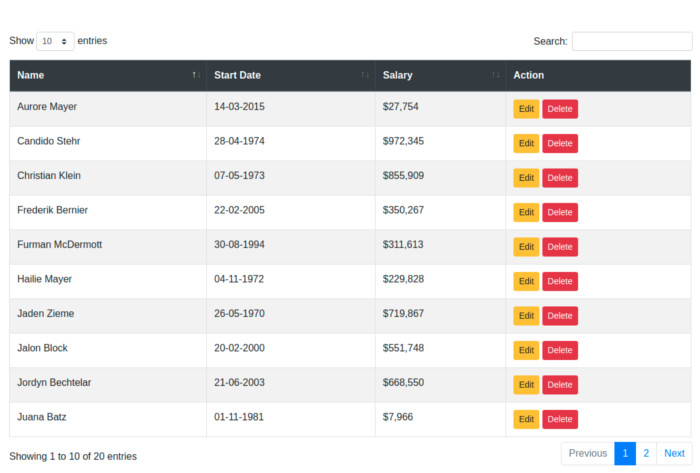 Show 10 entries Search:
Name ↑↓ Start Date ↑↓ Salary ↑↓ Action
Aurore Mayer 14-03-2015 $27,754 Edit Delete
Candido Stehr 28-04-1974 $972,345 Edit Delete
Christian Klein 07-05-1973 $855,909 Edit Delete
Frederik Bernier 22-02-2005 $350,267 Edit Delete
Furman McDermott 30-08-1994 $311,613 Edit Delete
Hailie Mayer 04-11-1972 $229,828 Edit Delete
Jaden Zieme 26-05-1970 $719,867 Edit Delete
Jalon Block 20-02-2000 $551,748 Edit Delete
Jordyn Bechtelar 21-06-2003 $668,550 Edit Delete
Juana Batz 01-11-1981 $7,966 Edit Delete
Showing 1 to 10 of 20 entries Previous 1 2 Next